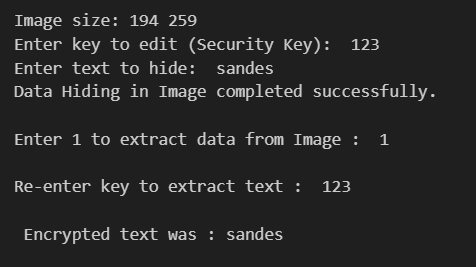 Image size: 194 259
Enter key to edit (Security Key):  123
Enter text to hide:  sandes
Data Hiding in Image completed successfully.
Enter 1 to extract data from Image :  1
Re-enter key to extract text :  123
Encrypted text was : sandes